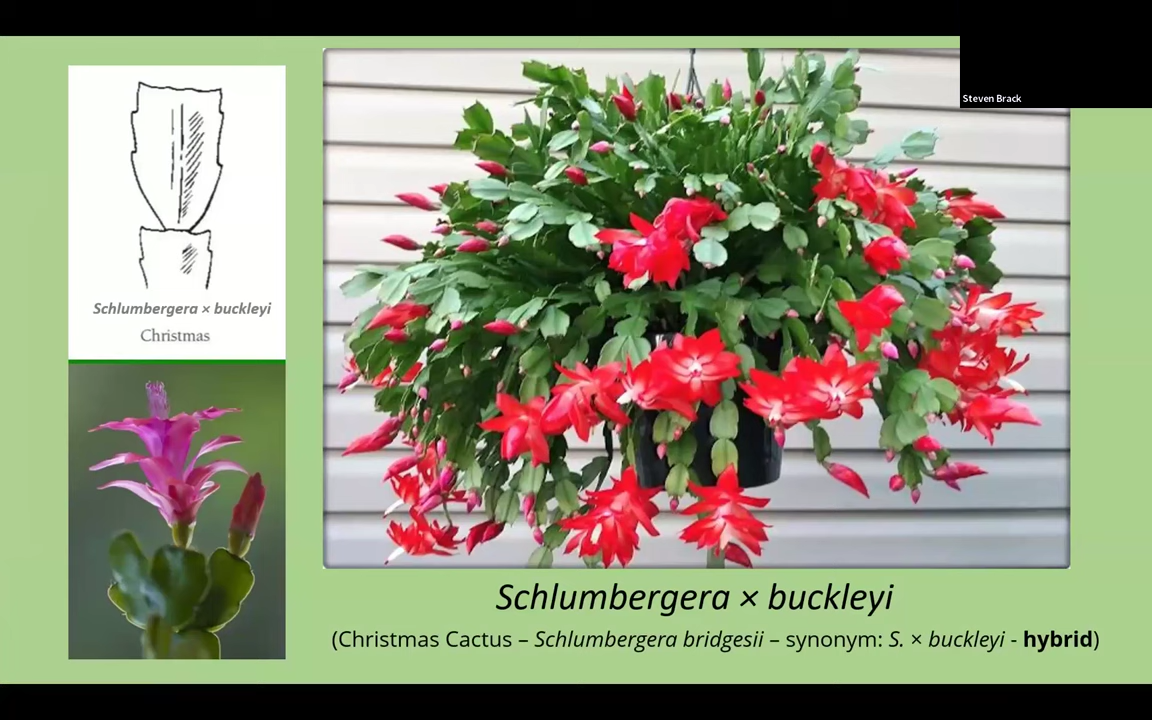 Steven Brack
Schlumbergera × buckleyi
Christmas
Schlumbergera × buckleyi
(Christmas Cactus – Schlumbergera bridgesii – synonym: S. × buckleyi - hybrid)